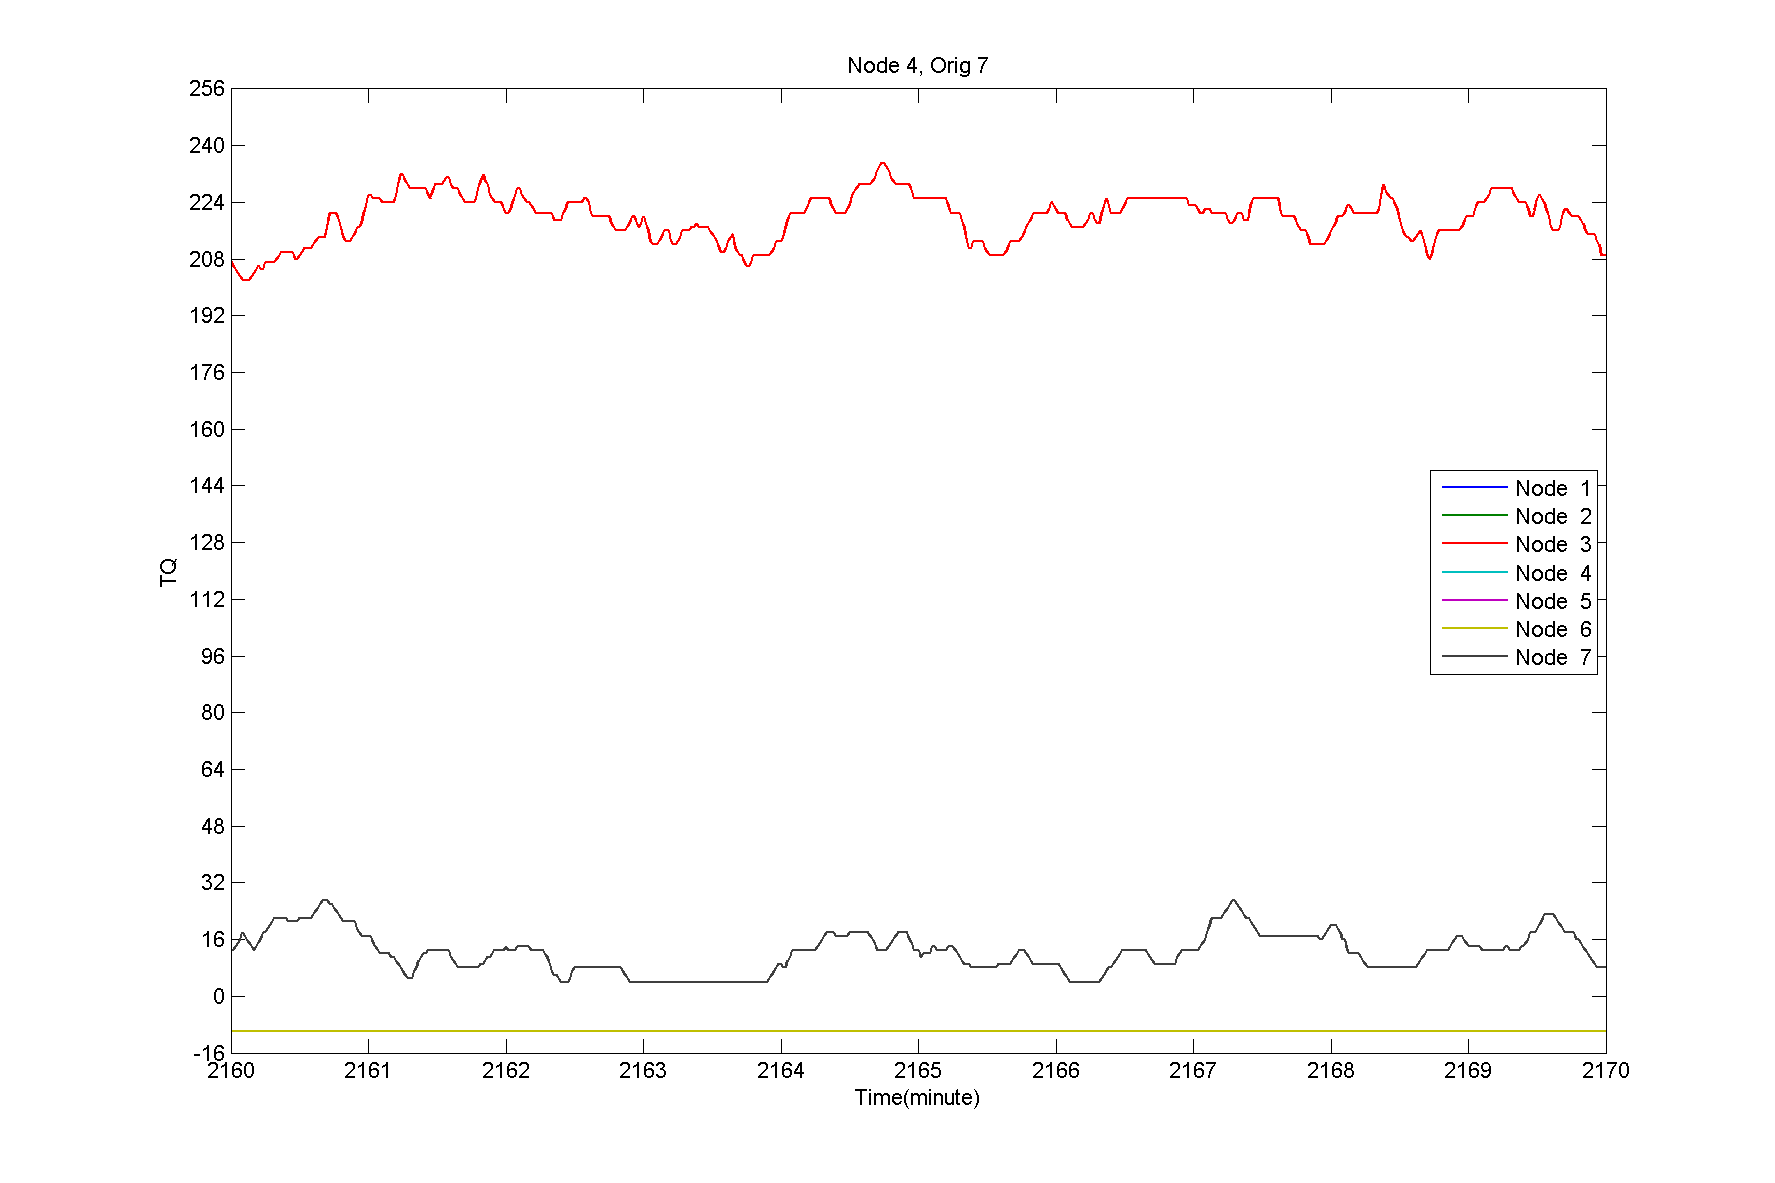 Node 4, Orig 7
256
240
224
208
192
176
160
144
128
112
96
80
64
48
32
16
0
-16
TQ
Node 1
Node 2
Node 3
Node 4
Node 5
Node 6
Node 7
2160 2161 2162 2163 2164 2165 2166 2167 2168 2169 2170
Time(minute)